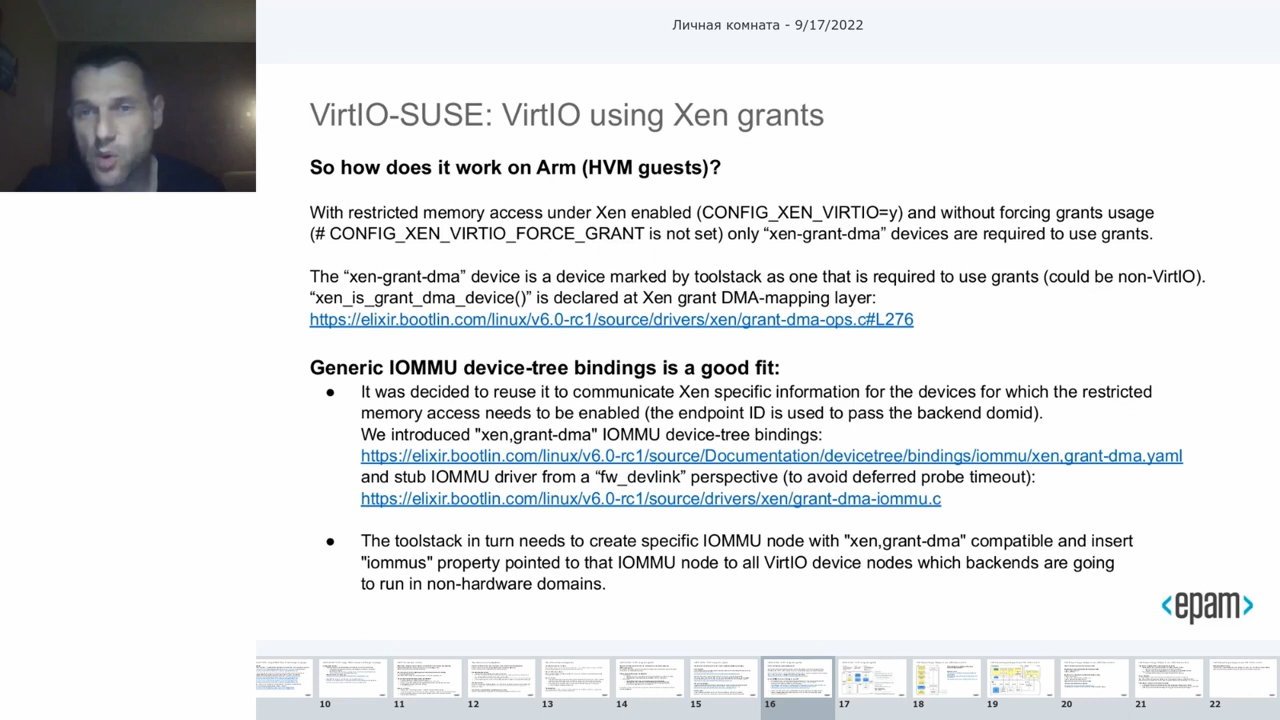 Личная комната - 9/17/2022
VirtIO-SUSE: VirtIO using Xen grants
So how does it work on Arm (HVM guests)?
With restricted memory access under Xen enabled (CONFIG_XEN_VIRTIO=y) and without forcing grants usage
(# CONFIG_XEN_VIRTIO_FORCE_GRANT is not set) only “xen-grant-dma” devices are required to use grants.
The “xen-grant-dma” device is a device marked by toolstack as one that is required to use grants (could be non-VirtIO).
“xen_is_grant_dma_device()” is declared at Xen grant DMA-mapping layer:
https://elixir.bootlin.com/linux/v6.0-rc1/source/drivers/xen/grant-dma-ops.c#L276
Generic IOMMU device-tree bindings is a good fit:
● It was decided to reuse it to communicate Xen specific information for the devices for which the restricted
memory access needs to be enabled (the endpoint ID is used to pass the backend domid).
We introduced "xen,grant-dma" IOMMU device-tree bindings:
https://elixir.bootlin.com/linux/v6.0-rc1/source/Documentation/devicetree/bindings/iommu/xen,grant-dma.yaml
and stub IOMMU driver from a “fw_devlink” perspective (to avoid deferred probe timeout):
https://elixir.bootlin.com/linux/v6.0-rc1/source/drivers/xen/grant-dma-iommu.c
● The toolstack in turn needs to create specific IOMMU node with "xen,grant-dma" compatible and insert
"iommus" property pointed to that IOMMU node to all VirtIO device nodes which backends are going
to run in non-hardware domains.
<epam>
10 11 12 13 14 15 16 17 18 19 20 21 22